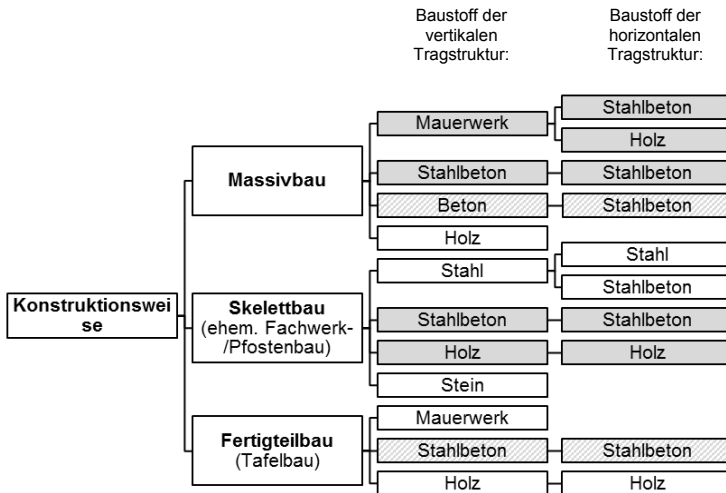 Baustoff der
vertikalen
Tragstruktur:
Baustoff der
horizontalen
Tragstruktur:
Konstruktionswei
se
Massivbau
Mauerwerk
Stahlbeton
Holz
Stahlbeton
Stahlbeton
Beton
Stahlbeton
Holz
Skelettbau
(ehem. Fachwerk-
/Pfostenbau)
Stahl
Stahl
Stahlbeton
Stahlbeton
Stahlbeton
Holz
Holz
Stein
Fertigteilbau
(Tafelbau)
Mauerwerk
Stahlbeton
Stahlbeton
Holz
Holz